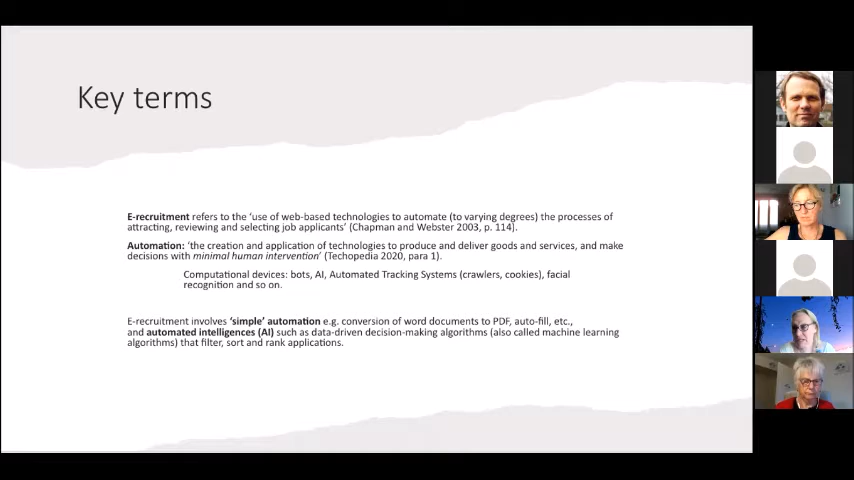 Key terms
E-recruitment refers to the ‘use of web-based technologies to automate (to varying degrees) the processes of
attracting, reviewing and selecting job applicants’ (Chapman and Webster 2003, p. 114].
Automation: ‘the creation and application of technologies to produce and deliver goods and services, and make
decisions with minimal human intervention’ (Techopedia 2020, para 1).
Computational devices: bots, AI, Automated Tracking Systems (crawlers, cookies), facial
recognition and so on.
E-recruitment involves ‘simple’ automation e.g. conversion of word documents to PDF, auto-fill, etc.,
and automated intelligences (AI) such as data-driven decision-making algorithms (also called machine learning
algorithms) that filter, sort and rank applications.